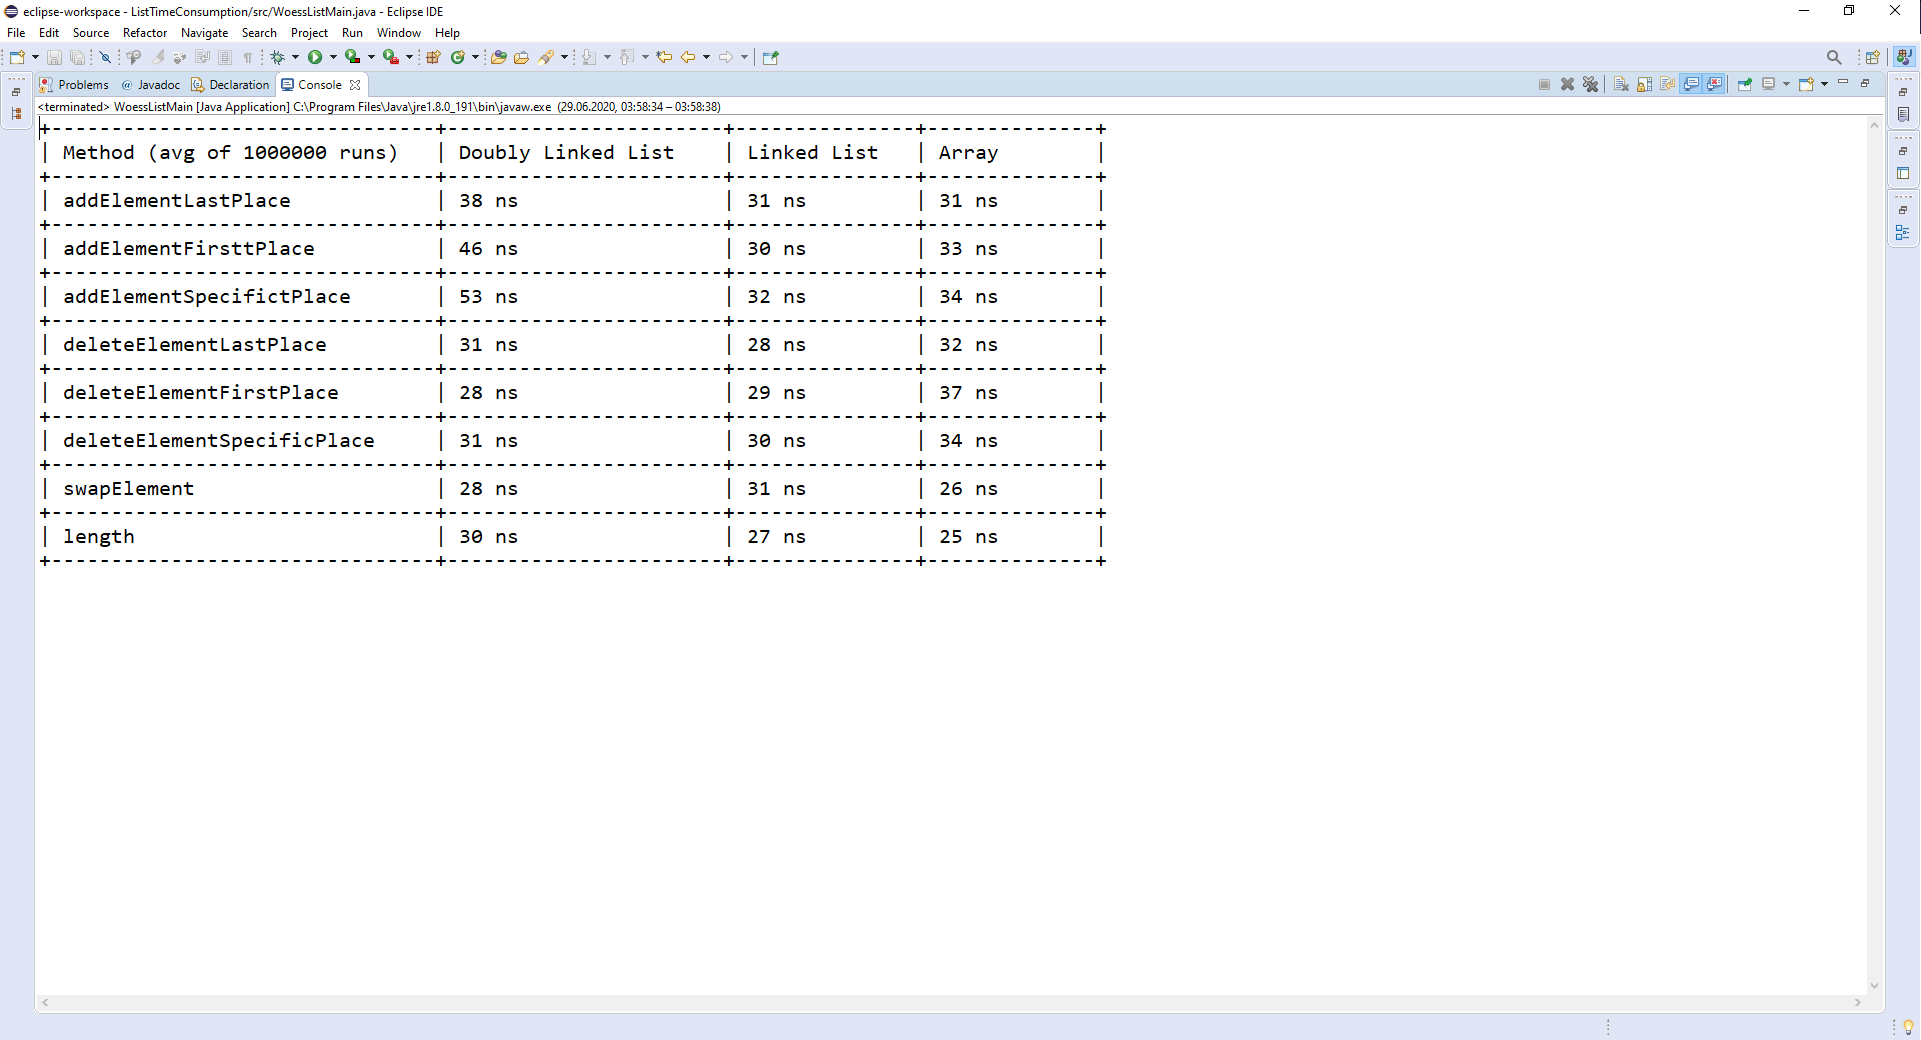 eclipse-workspace - ListTimeConsumption/src/WoessListMain.java - Eclipse IDE
File Edit Source Refactor Navigate Search Project Run Window Help
Problems @ Javadoc Declaration Console
<terminated> WoessListMain [Java Application] C:\Program Files\Java\jre1.8.0_191\bin\javaw.exe (29.06.2020, 03:58:34 – 03:58:38)
+--------------------------------+-----------------------+---------------+--------------+
| Method (avg of 1000000 runs) | Doubly Linked List | Linked List | Array |
+--------------------------------+-----------------------+---------------+--------------+
| addElementLastPlace | 38 ns | 31 ns | 31 ns |
+--------------------------------+-----------------------+---------------+--------------+
| addElementFirsttPlace | 46 ns | 30 ns | 33 ns |
+--------------------------------+-----------------------+---------------+--------------+
| addElementSpecifictPlace | 53 ns | 32 ns | 34 ns |
+--------------------------------+-----------------------+---------------+--------------+
| deleteElementLastPlace | 31 ns | 28 ns | 32 ns |
+--------------------------------+-----------------------+---------------+--------------+
| deleteElementFirstPlace | 28 ns | 29 ns | 37 ns |
+--------------------------------+-----------------------+---------------+--------------+
| deleteElementSpecificPlace | 31 ns | 30 ns | 34 ns |
+--------------------------------+-----------------------+---------------+--------------+
| swapElement | 28 ns | 31 ns | 26 ns |
+--------------------------------+-----------------------+---------------+--------------+
| length | 30 ns | 27 ns | 25 ns |
+--------------------------------+-----------------------+---------------+--------------+